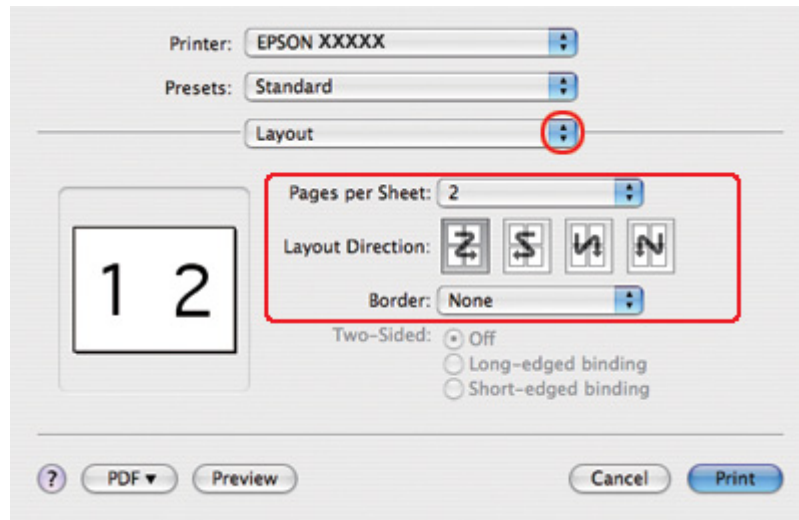 Printer: EPSON XXXXX
Presets: Standard
Layout
Pages per Sheet: 2
Layout Direction:
Border: None
Two-Sided: Off
Long-edged binding
Short-edged binding
1 2
? PDF▼ Preview Cancel Print